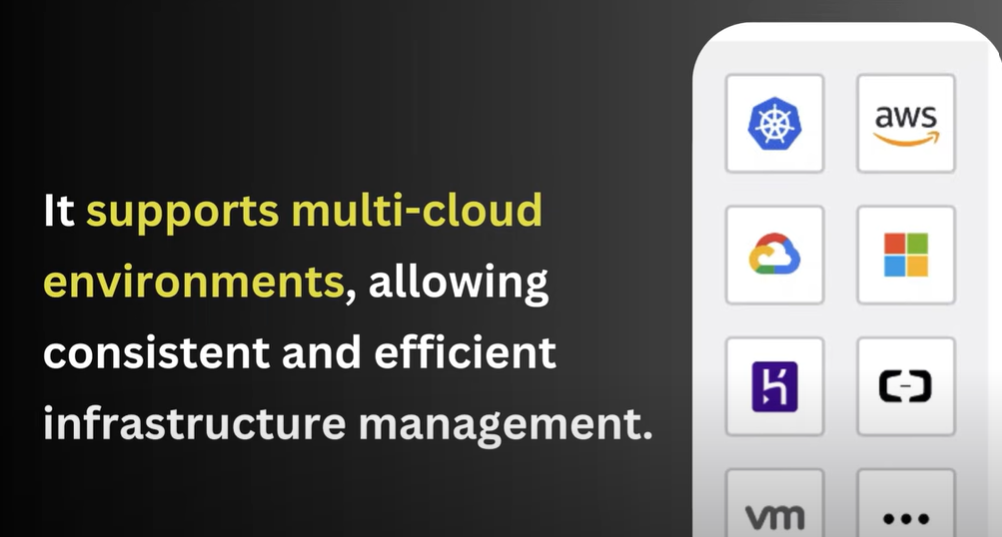 It supports multi-cloud
environments, allowing
consistent and efficient
infrastructure management.
aws
vm